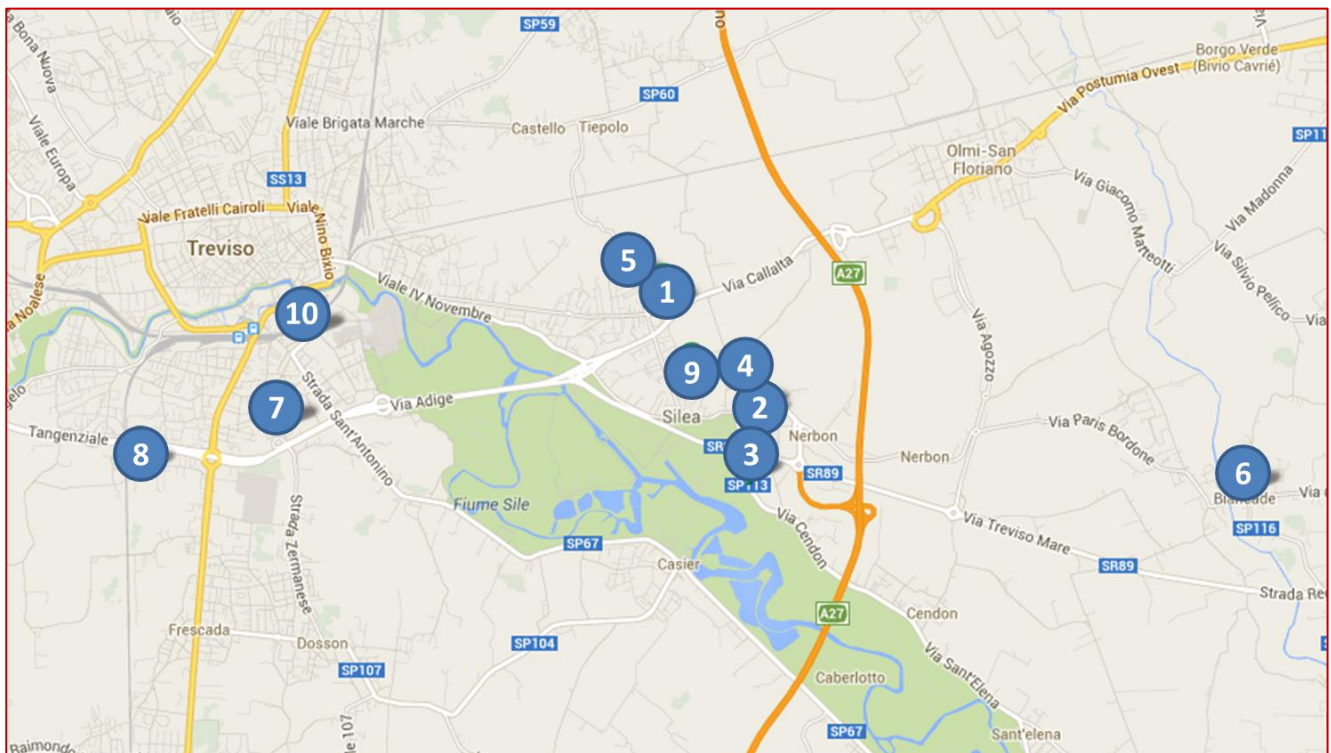 SP59
Borgo Verde
(Bivio Cavrié)
Via Postumia Ovest
SP60
Viale Brigata Marche
Castello
Tiepolo
Viale Europa
Olmi-San
Floriano
SS13
Via Giacomo Matteotti
Via Madonna
Viale Fratelli Cairoli
Viale Nino Bixio
Treviso
Via Silvio Pellico
5
Via Callalta
A27
1
Viale IV Novembre
10
Via Agozzo
4
9
7
Via Adige
2
Silea
Strada Sant'Antonino
Tangenziale
8
Nerbon
Via Paris Bordone
3
Nerbon
SR89
6
SP113
Fiume Sile
Via Cendon
Via Treviso Mare
SP116
Strada Zermanese
SP67
Casier
SR89
A27
Cendon
Frescada
Dosson
SP104
Via Sant'Elena
SP107
Caberlotto
SP67
Sant'elena